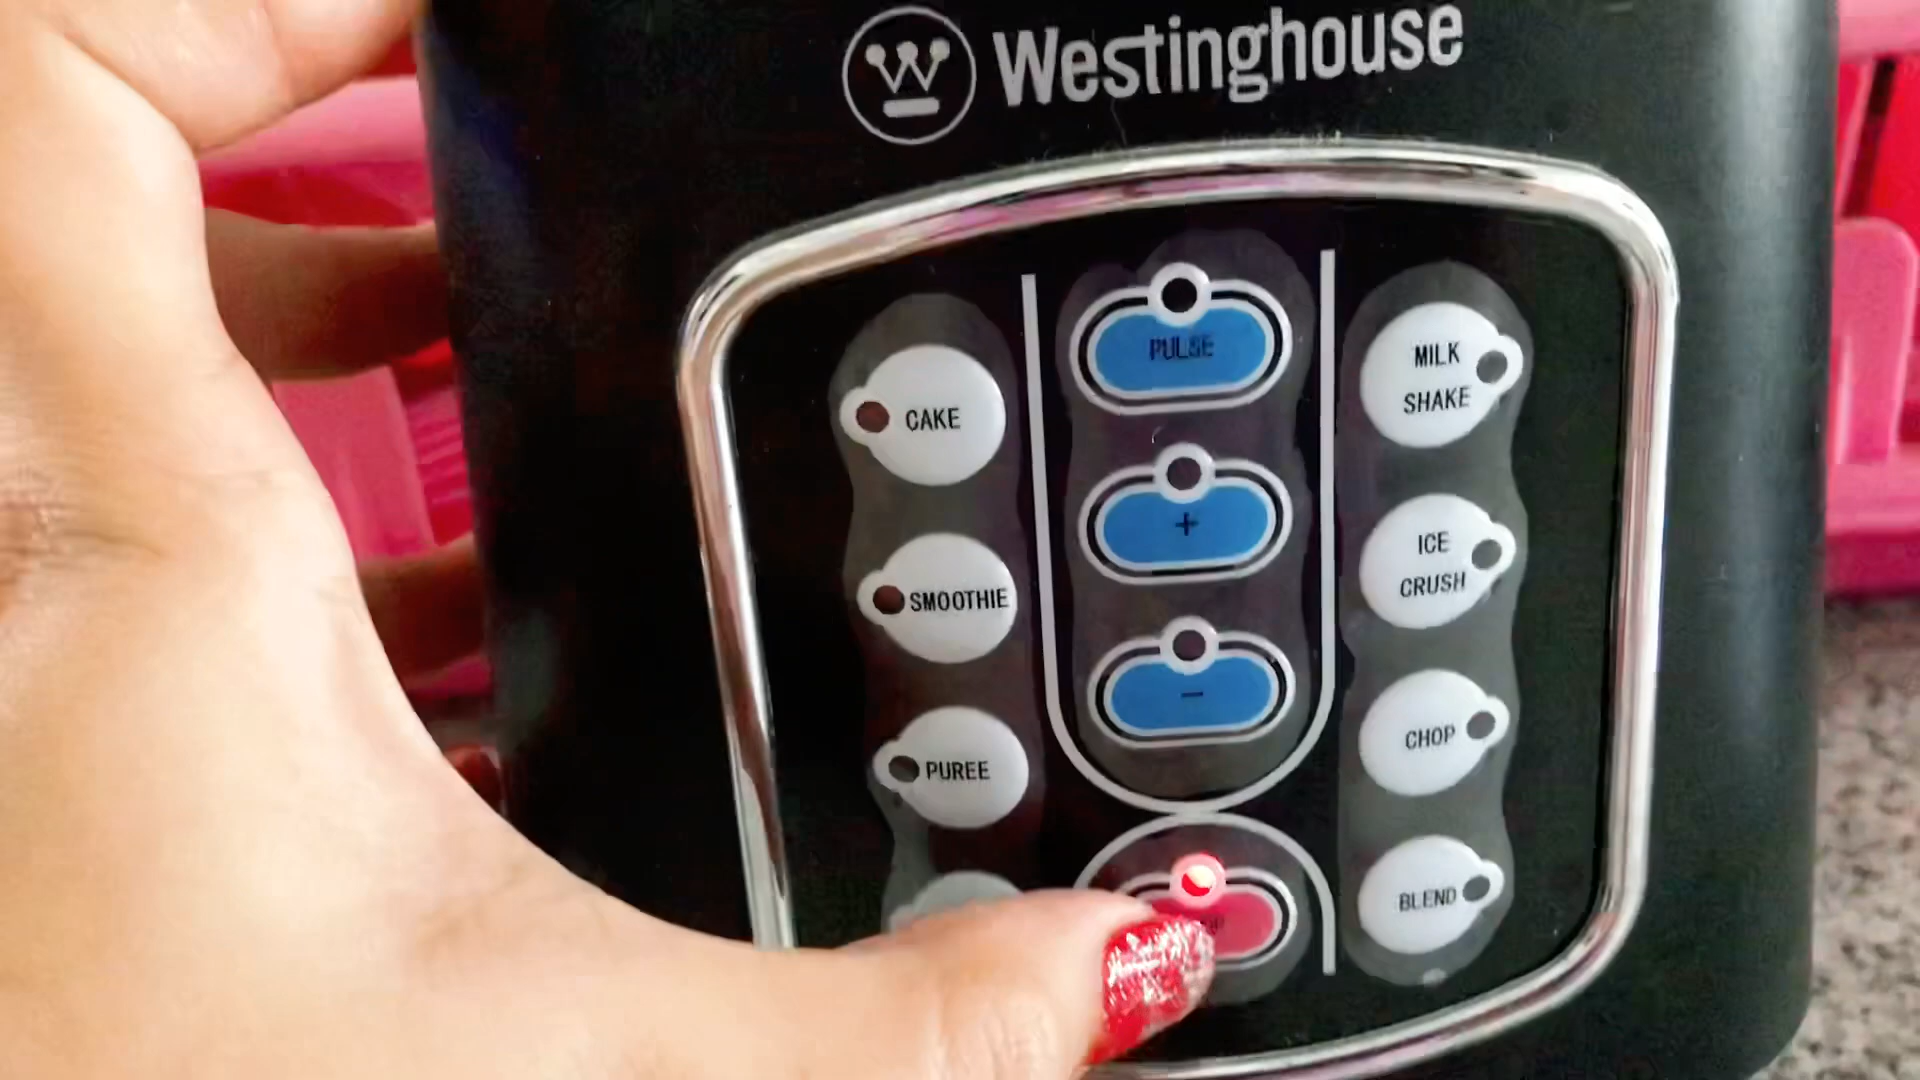 Westinghouse
PULSE
MILK
SHAKE
CAKE
+
ICE
CRUSH
SMOOTHIE
−
CHOP
PUREE
BLEND